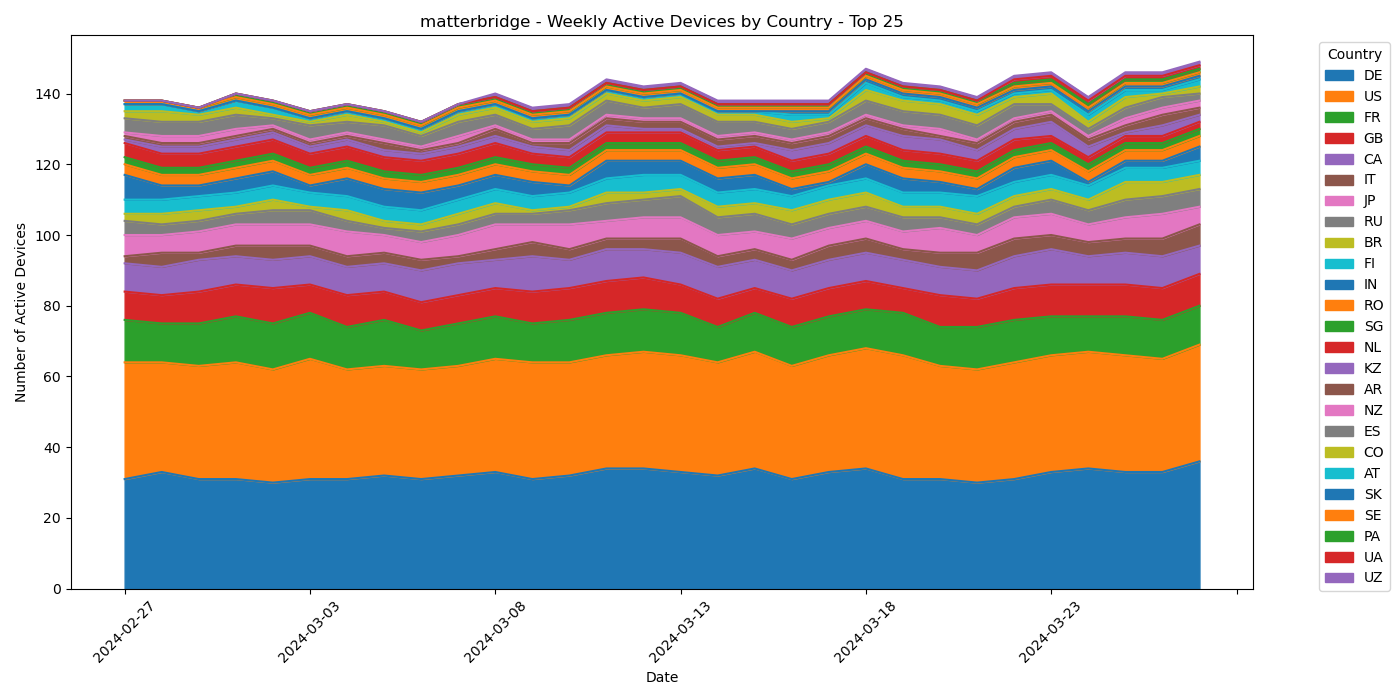 matterbridge - Weekly Active Devices by Country - Top 25
Number of Active Devices
140
120
100
80
60
40
20
0
2024-02-27
2024-03-03
2024-03-08
2024-03-13
2024-03-18
2024-03-23
Date
Country
DE
US
FR
GB
CA
IT
JP
RU
BR
FI
IN
RO
SG
NL
KZ
AR
NZ
ES
CO
AT
SK
SE
PA
UA
UZ